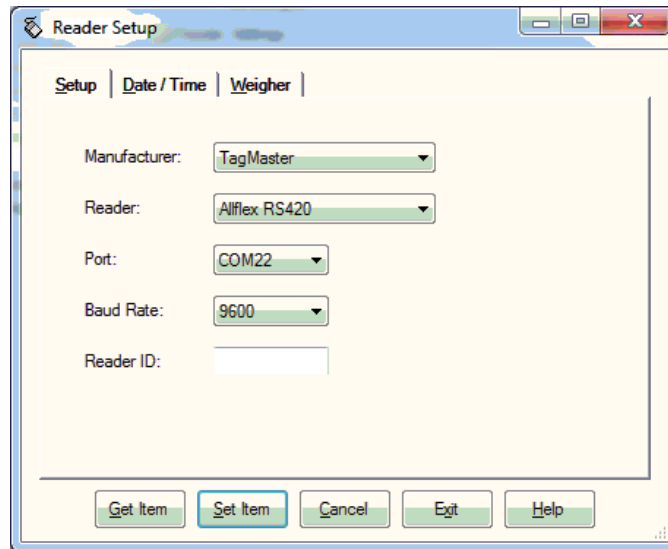 Reader Setup
Setup Date / Time Weigher
Manufacturer: TagMaster
Reader: Allflex RS420
Port: COM22
Baud Rate: 9600
Reader ID:
Get Item Set Item Cancel Exit Help